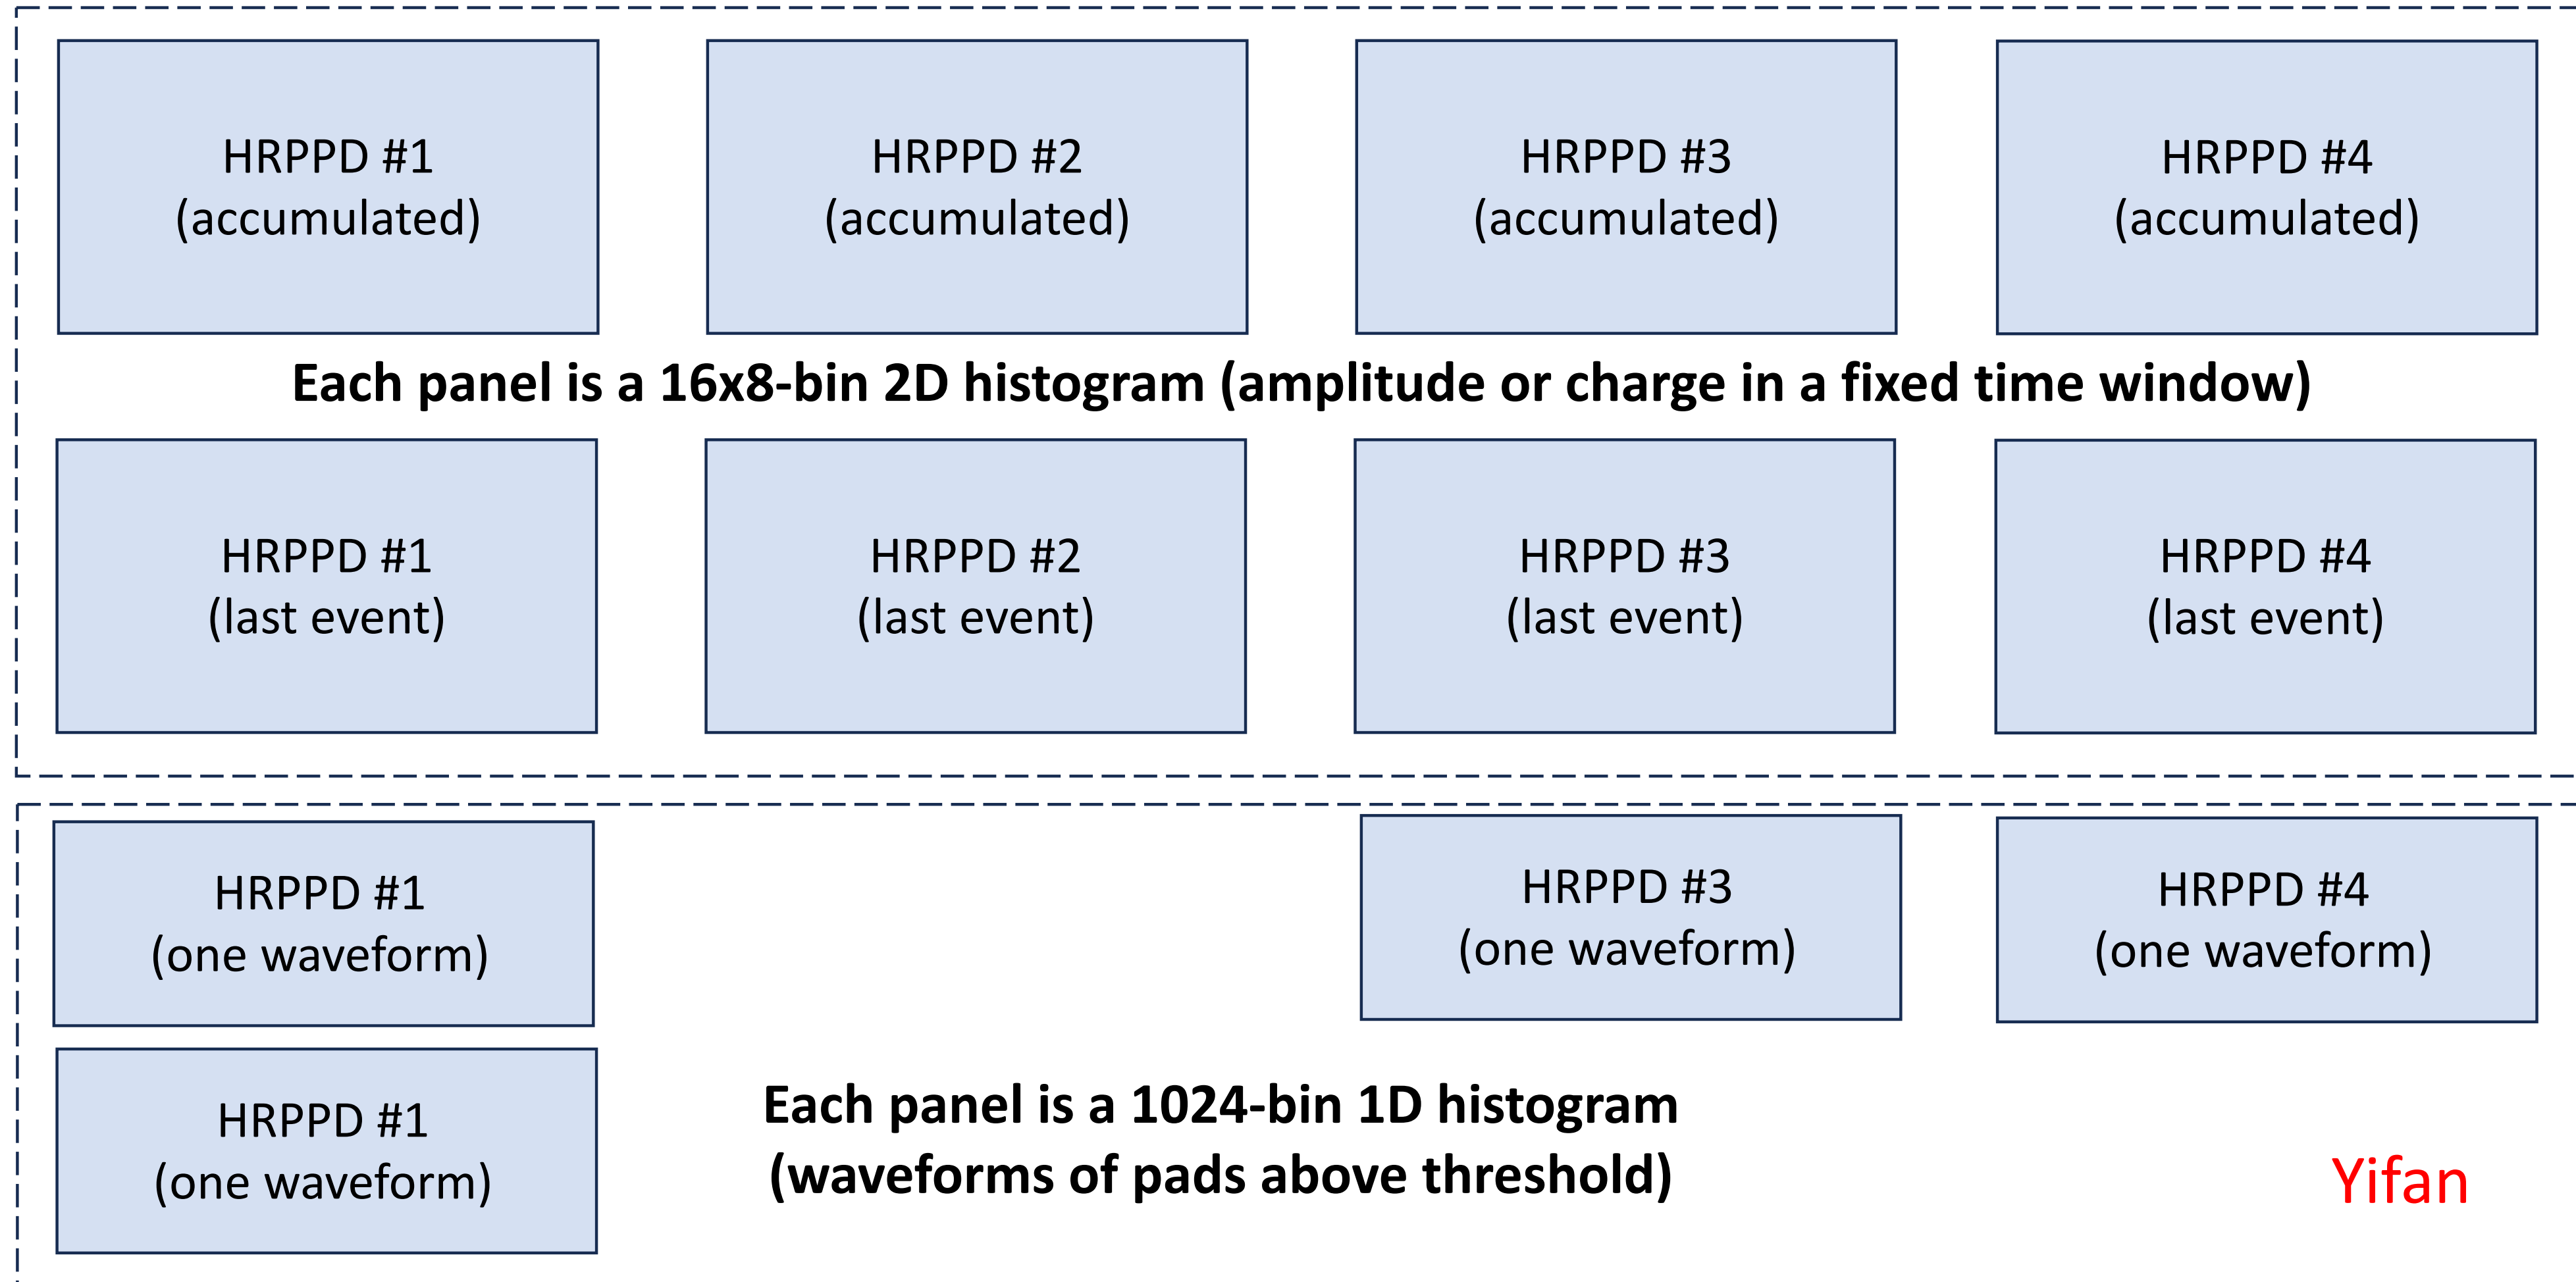 HRPPD #1
(accumulated)
HRPPD #2
(accumulated)
HRPPD #3
(accumulated)
HRPPD #4
(accumulated)
Each panel is a 16x8-bin 2D histogram (amplitude or charge in a fixed time window)
HRPPD #1
(last event)
HRPPD #2
(last event)
HRPPD #3
(last event)
HRPPD #4
(last event)
HRPPD #1
(one waveform)
HRPPD #3
(one waveform)
HRPPD #4
(one waveform)
HRPPD #1
(one waveform)
Each panel is a 1024-bin 1D histogram
(waveforms of pads above threshold)
Yifan